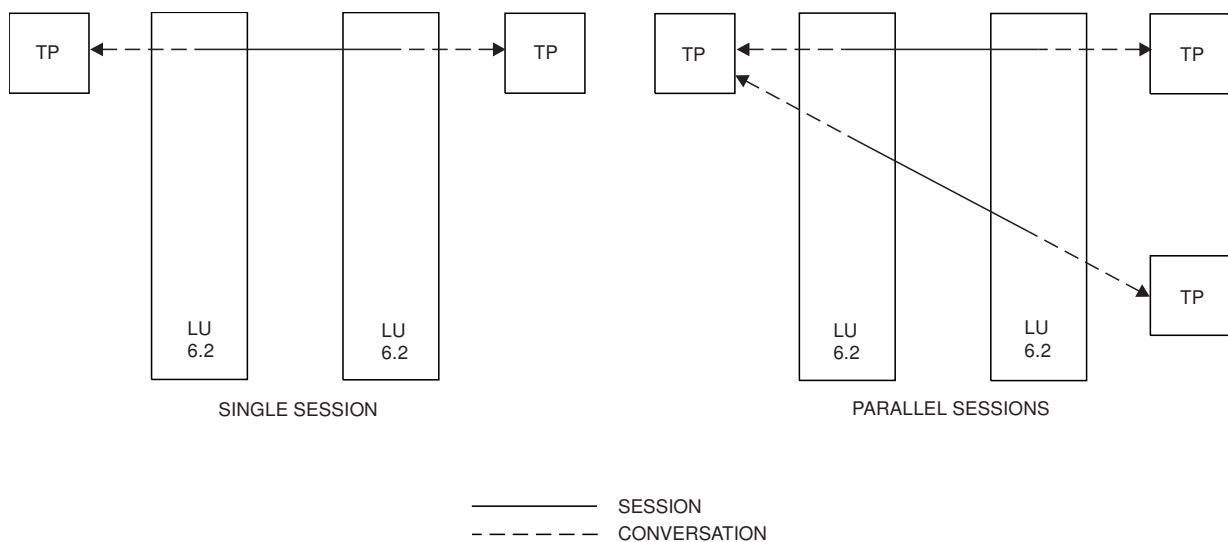 TP
TP
LU
6.2
LU
6.2
SINGLE SESSION
TP
TP
TP
LU
6.2
LU
6.2
PARALLEL SESSIONS
SESSION
CONVERSATION